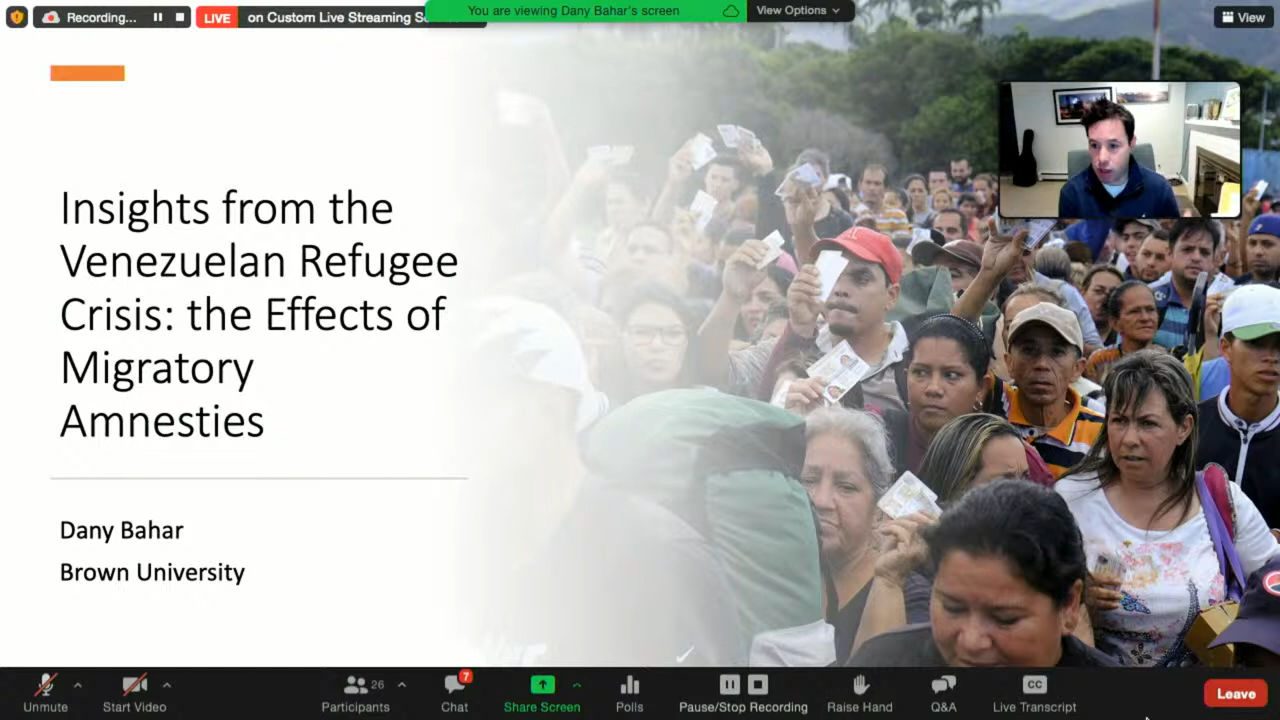 Recording...
LIVE
on Custom Live Streaming
You are viewing Dany Bahar's screen
View Options
View
Insights from the
Venezuelan Refugee
Crisis: the Effects of
Migratory
Amnesties
Dany Bahar
Brown University
Unmute
Start Video
Participants
26
Chat
7
Share Screen
Polls
Pause/Stop Recording
Raise Hand
Q&A
CC
Live Transcript
Leave